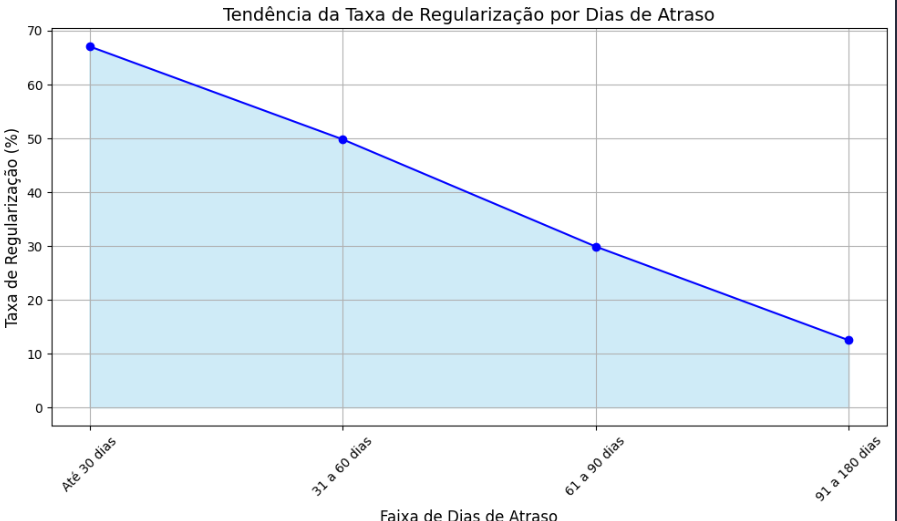 Tendência da Taxa de Regularização por Dias de Atraso
Taxa de Regularização (%)
70
60
50
40
30
20
10
0
Até 30 dias
31 a 60 dias
61 a 90 dias
91 a 180 dias
Faixa de Dias de Atraso